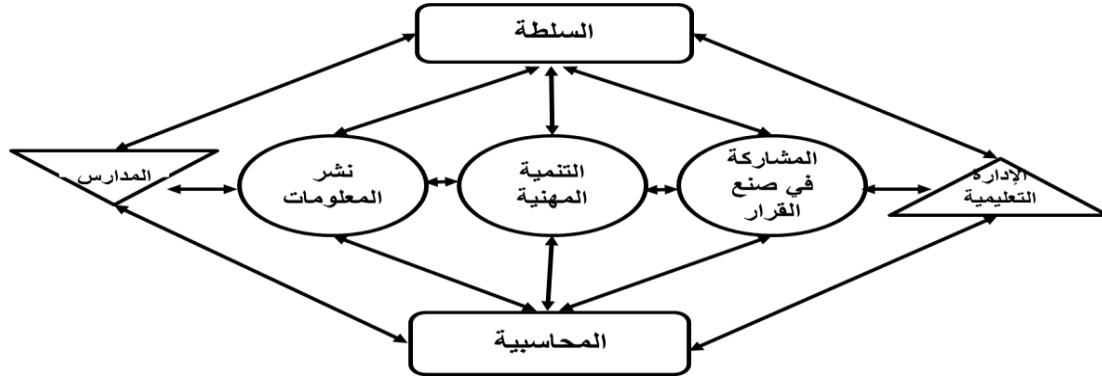 السلطة
المشاركة
في صنع
القرار
التنمية
المهنية
نشر
المعلومات
الإدارة
التعليمية
المدارس
المحاسبية